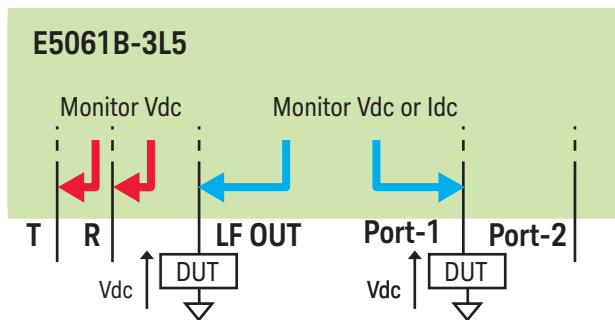 E5061B-3L5
Monitor Vdc
Monitor Vdc or Idc
T
R
LF OUT
Port-1
Port-2
Vdc
DUT
Vdc
DUT